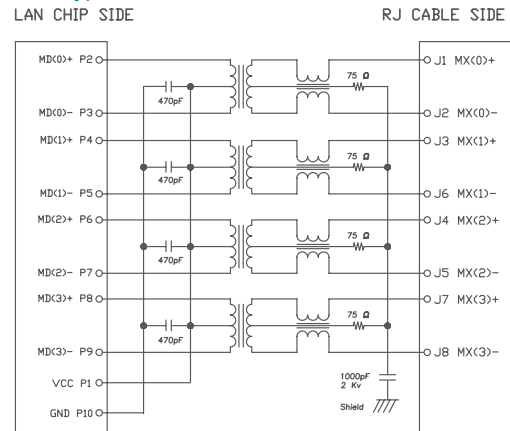 LAN CHIP SIDE RJ CABLE SIDE
MD(0)+ P2 75 Ω J1 MX(0)+
470pF
MD(0)- P3 J2 MX(0)-
MD(1)+ P4 J3 MX(1)+
75 Ω
470pF
MD(1)- P5 J6 MX(1)-
MD(2)+ P6 J4 MX(2)+
75 Ω
470pF
MD(2)- P7 J5 MX(2)-
MD(3)+ P8 J7 MX(3)+
75 Ω
470pF
MD(3)- P9 J8 MX(3)-
VCC P1 1000pF
2 Kv
GND P10 Shield